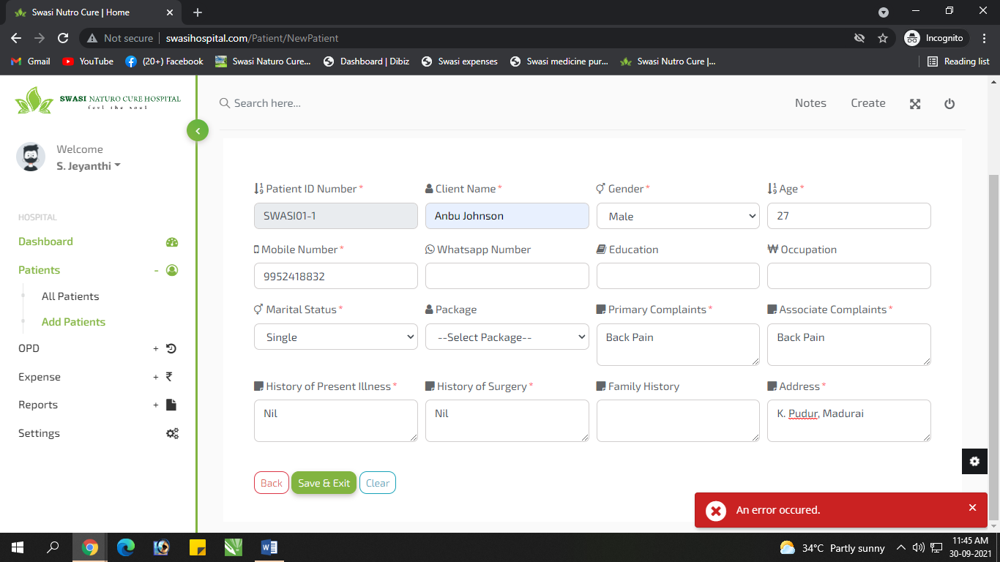 Swasi Nutro Cure | Home
Not secure swasihospital.com/Patient/NewPatient Incognito
Gmail YouTube (20+) Facebook Swasi Naturo Cure... Dashboard | Dibiz Swasi expenses Swasi medicine pur... Swasi Nutro Cure |... Reading list
SWASI NATURO CURE HOSPITAL
feel the soul
Search here... Notes Create
Welcome
S. Jeyanthi
HOSPITAL
Dashboard
Patients -
All Patients
Add Patients
OPD +
Expense +
Reports +
Settings
Patient ID Number* Client Name* Gender* Age*
SWASI01-1 Anbu Johnson Male 27
Mobile Number* Whatsapp Number Education Occupation
9952418832
Marital Status* Package Primary Complaints* Associate Complaints*
Single --Select Package-- Back Pain Back Pain
History of Present Illness* History of Surgery* Family History Address*
Nil Nil K. Pudur, Madurai
Back Save & Exit Clear
An error occured.
34°C Partly sunny 11:45 AM
30-09-2021